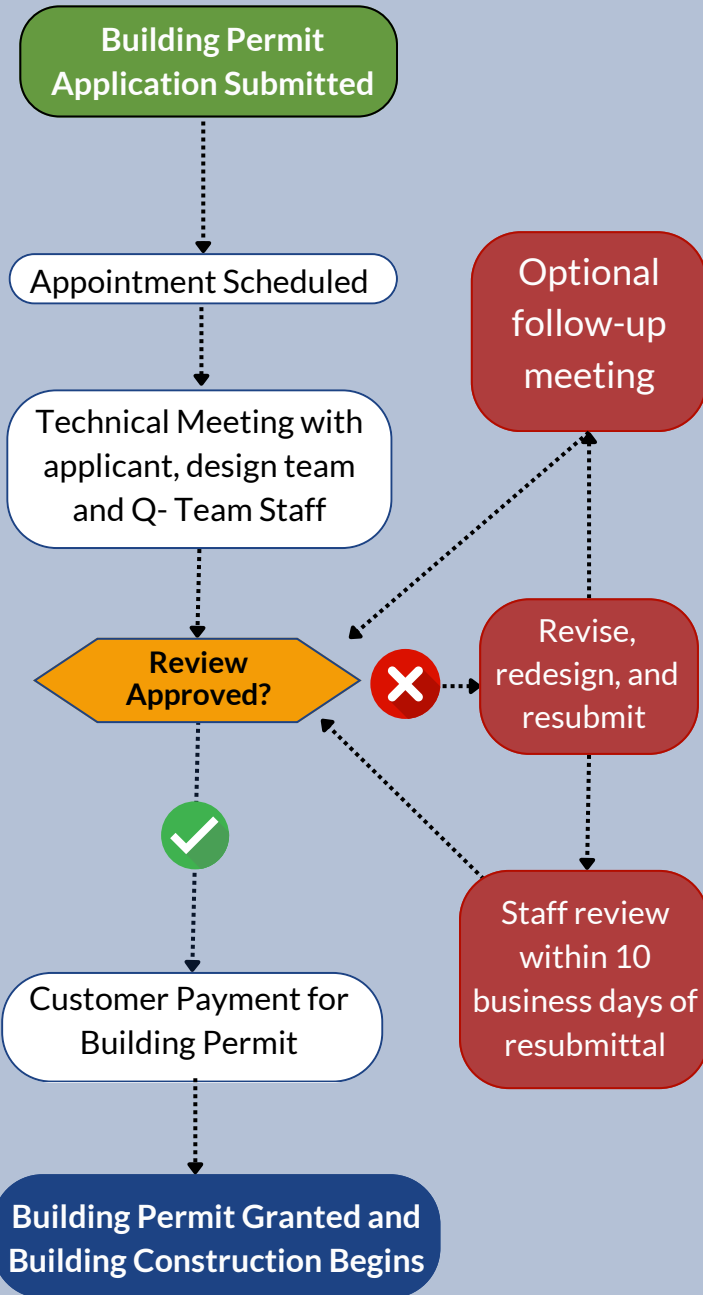 Building Permit
Application Submitted
Appointment Scheduled
Technical Meeting with
applicant, design team
and Q- Team Staff
Review
Approved?
Customer Payment for
Building Permit
Building Permit Granted and
Building Construction Begins
Optional
follow-up
meeting
Revise,
redesign, and
resubmit
Staff review
within 10
business days of
resubmittal